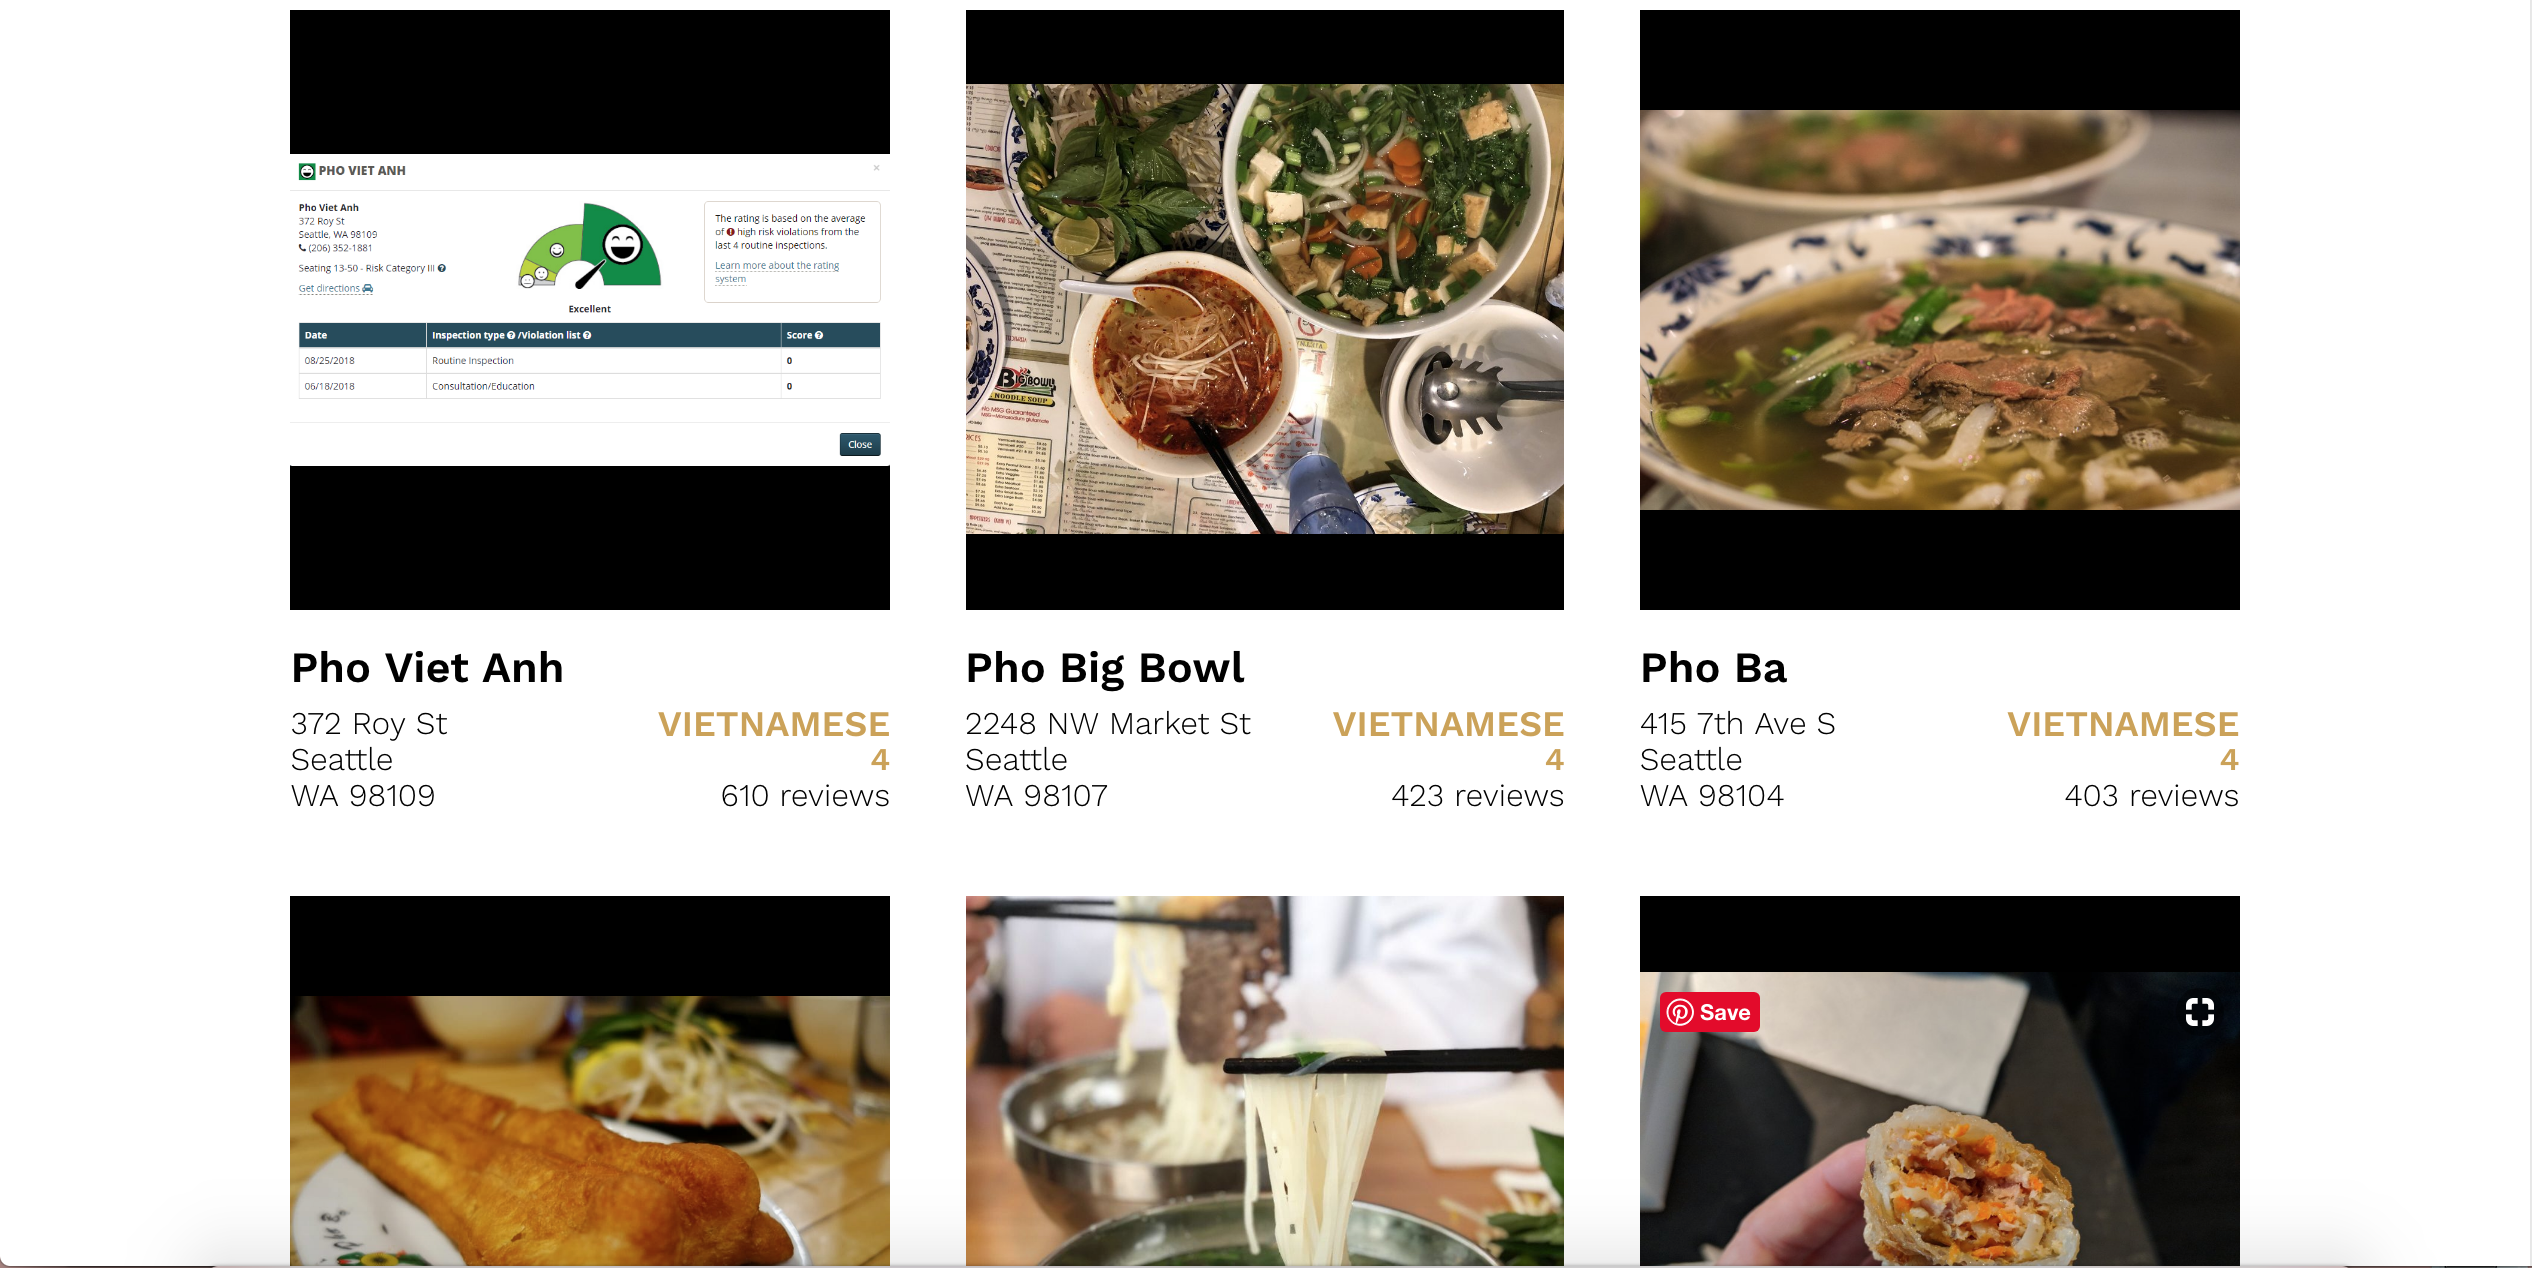 PHO VIET ANH
×
Pho Viet Anh
372 Roy St
Seattle, WA 98109
(206) 352-1881
Seating 13-50 - Risk Category III
Get directions
The rating is based on the average
of high risk violations from the
last 4 routine inspections.
Learn more about the rating
system
Excellent
Date Inspection type /Violation list Score
08/25/2018 Routine Inspection 0
06/18/2018 Consultation/Education 0
Close
BIG BOWL
NOODLE SOUP
No MSG Guaranteed
Pho Viet Anh
372 Roy St
Seattle
WA 98109
VIETNAMESE
4
610 reviews
Pho Big Bowl
2248 NW Market St
Seattle
WA 98107
VIETNAMESE
4
423 reviews
Pho Ba
415 7th Ave S
Seattle
WA 98104
VIETNAMESE
4
403 reviews
Save